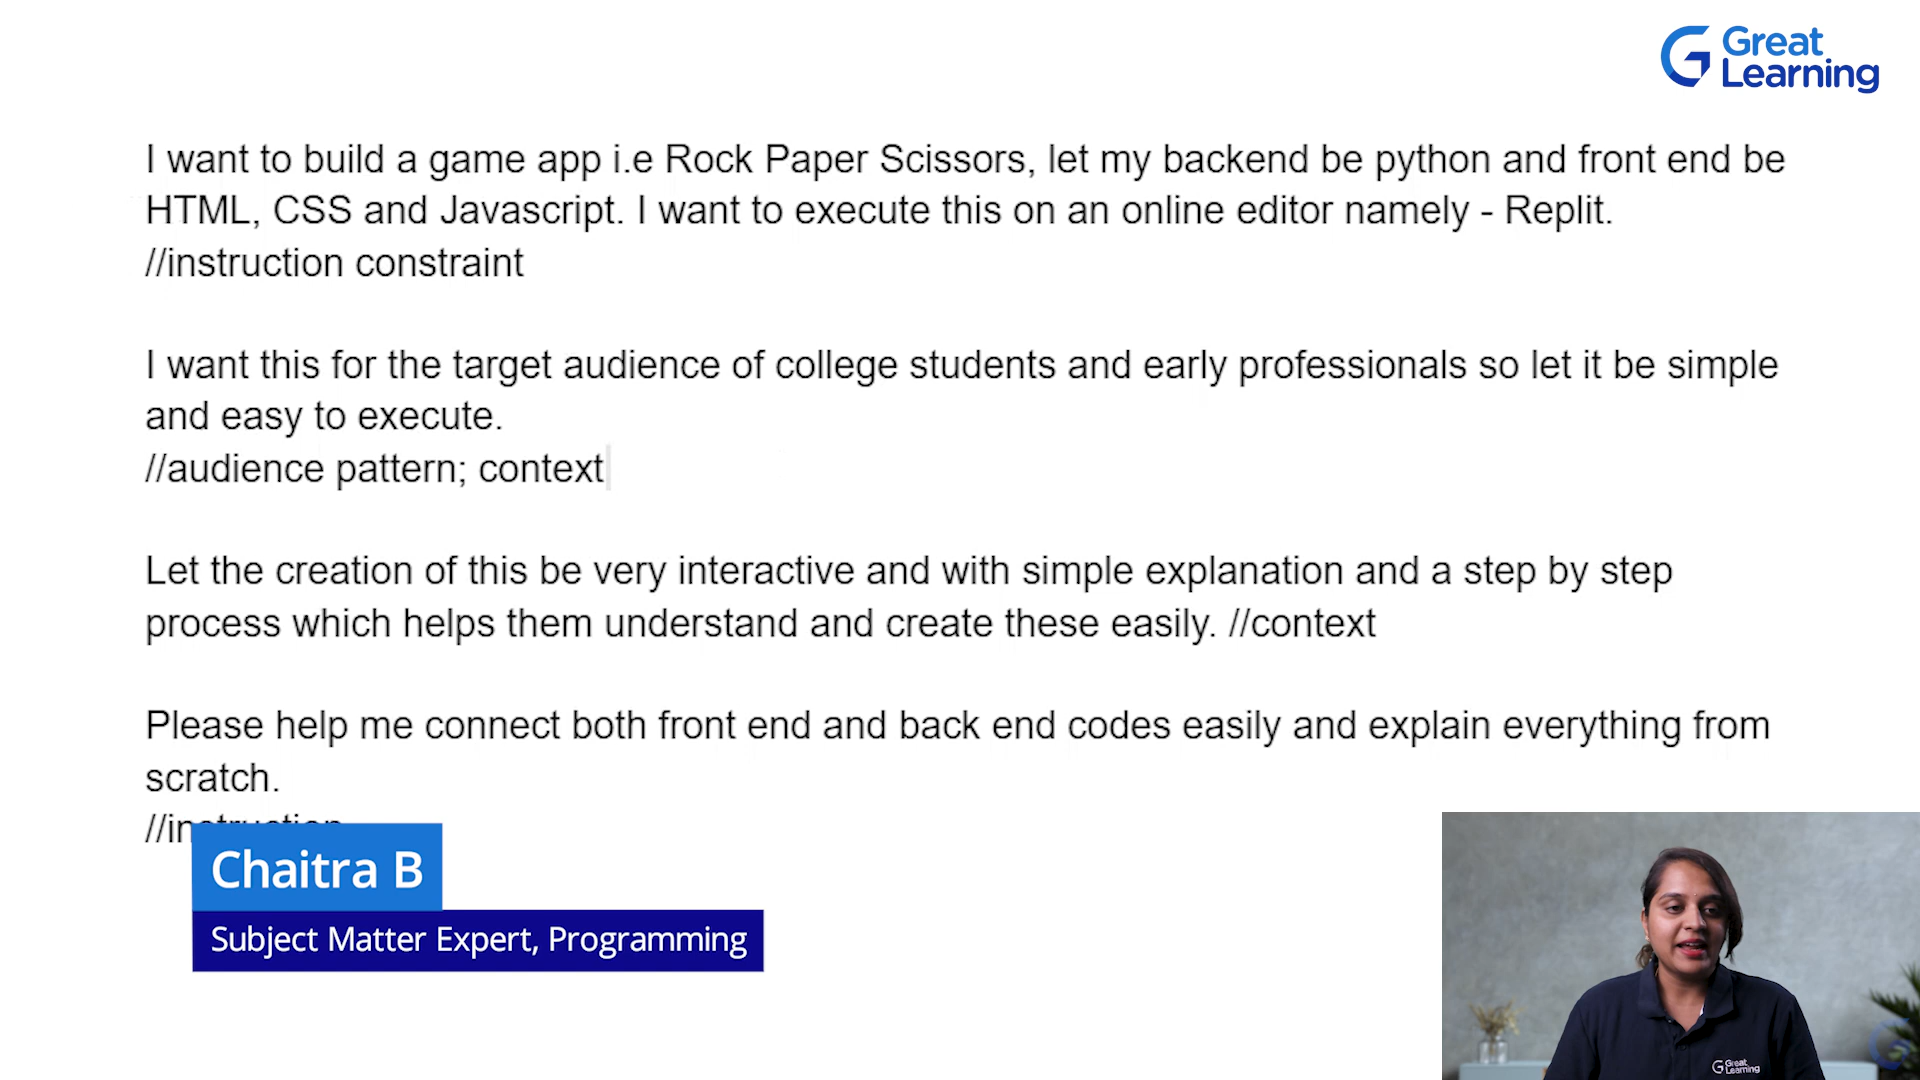 Great
Learning
I want to build a game app i.e Rock Paper Scissors, let my backend be python and front end be
HTML, CSS and Javascript. I want to execute this on an online editor namely - Replit.
//instruction constraint
I want this for the target audience of college students and early professionals so let it be simple
and easy to execute.
//audience pattern; context
Let the creation of this be very interactive and with simple explanation and a step by step
process which helps them understand and create these easily. //context
Please help me connect both front end and back end codes easily and explain everything from
scratch.
//instruction
Chaitra B
Subject Matter Expert, Programming
Great
Learning